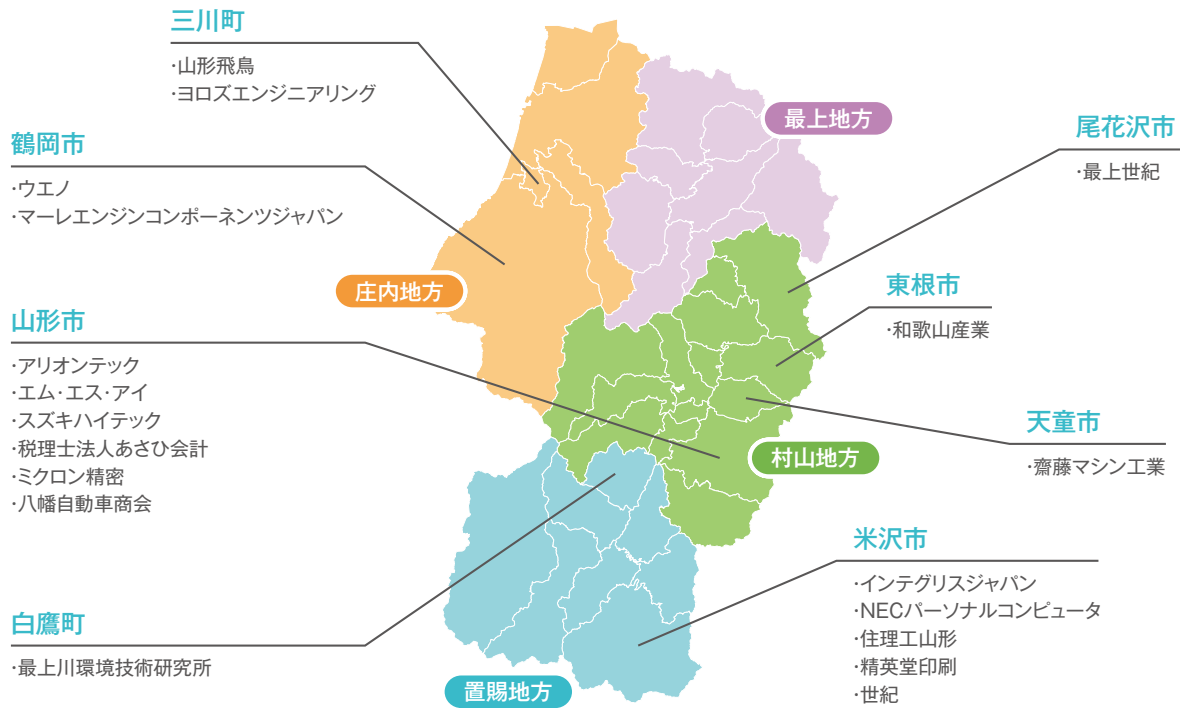 三川町
・山形飛鳥
・ヨロズエンジニアリング
鶴岡市
・ウエノ
・マーレエンジンコンポーネンツジャパン
山形市
・アリオンテック
・エム・エス・アイ
・スズキハイテック
・税理士法人あさひ会計
・ミクロン精密
・八幡自動車商会
白鷹町
・最上川環境技術研究所
最上地方
庄内地方
村山地方
置賜地方
尾花沢市
・最上世紀
東根市
・和歌山産業
天童市
・齋藤マシン工業
米沢市
・インテグリスジャパン
・NECパーソナルコンピュータ
・住理工山形
・精英堂印刷
・世紀